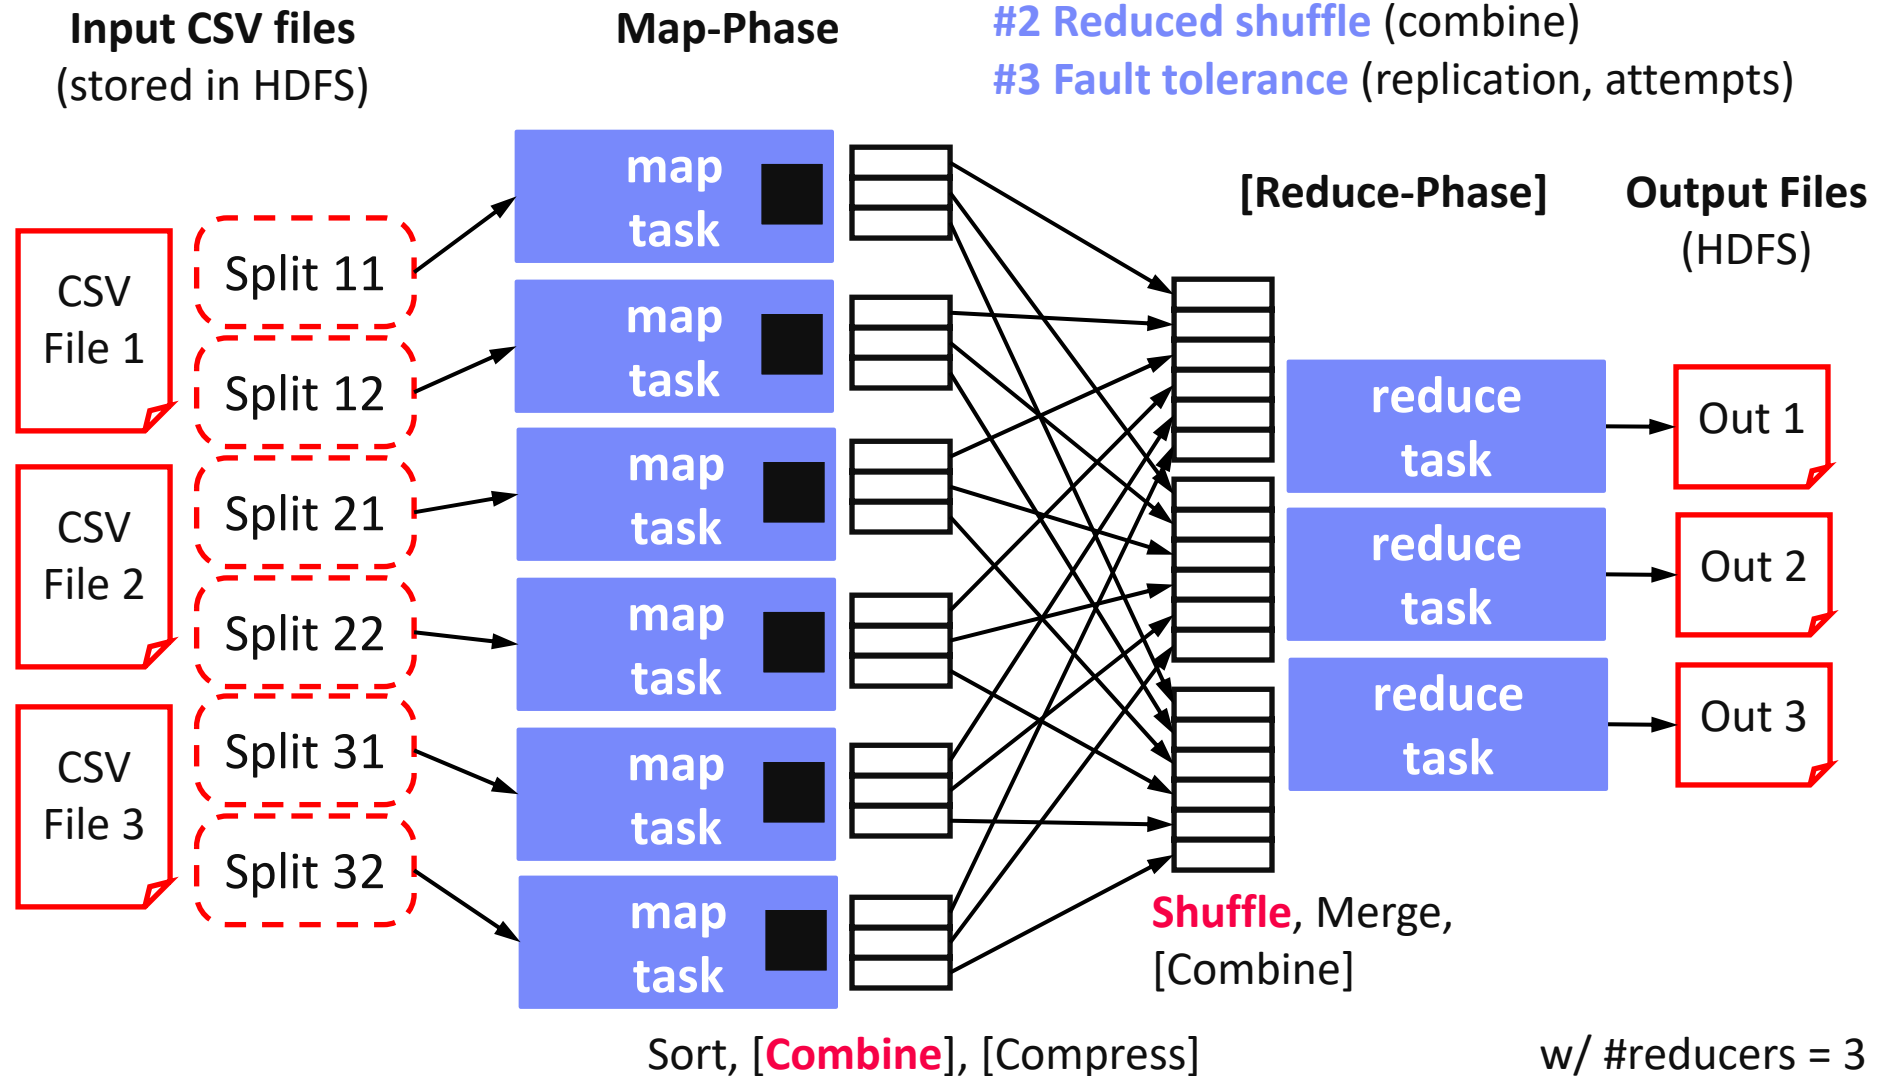 Input CSV files
(stored in HDFS)
Map-Phase
#2 Reduced shuffle (combine)
#3 Fault tolerance (replication, attempts)
[Reduce-Phase]
Output Files
(HDFS)
CSV
File 1
CSV
File 2
CSV
File 3
Split 11
Split 12
Split 21
Split 22
Split 31
Split 32
map
task
map
task
map
task
map
task
map
task
map
task
reduce
task
reduce
task
reduce
task
Out 1
Out 2
Out 3
Shuffle, Merge,
[Combine]
Sort, [Combine], [Compress]
w/ #reducers = 3